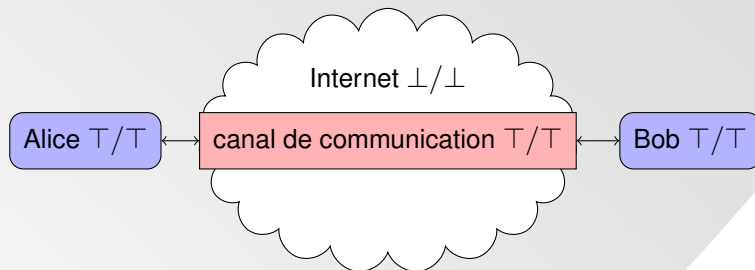 Internet ⊥/⊥
Alice ⊤/⊤
canal de communication ⊤/⊤
Bob ⊤/⊤